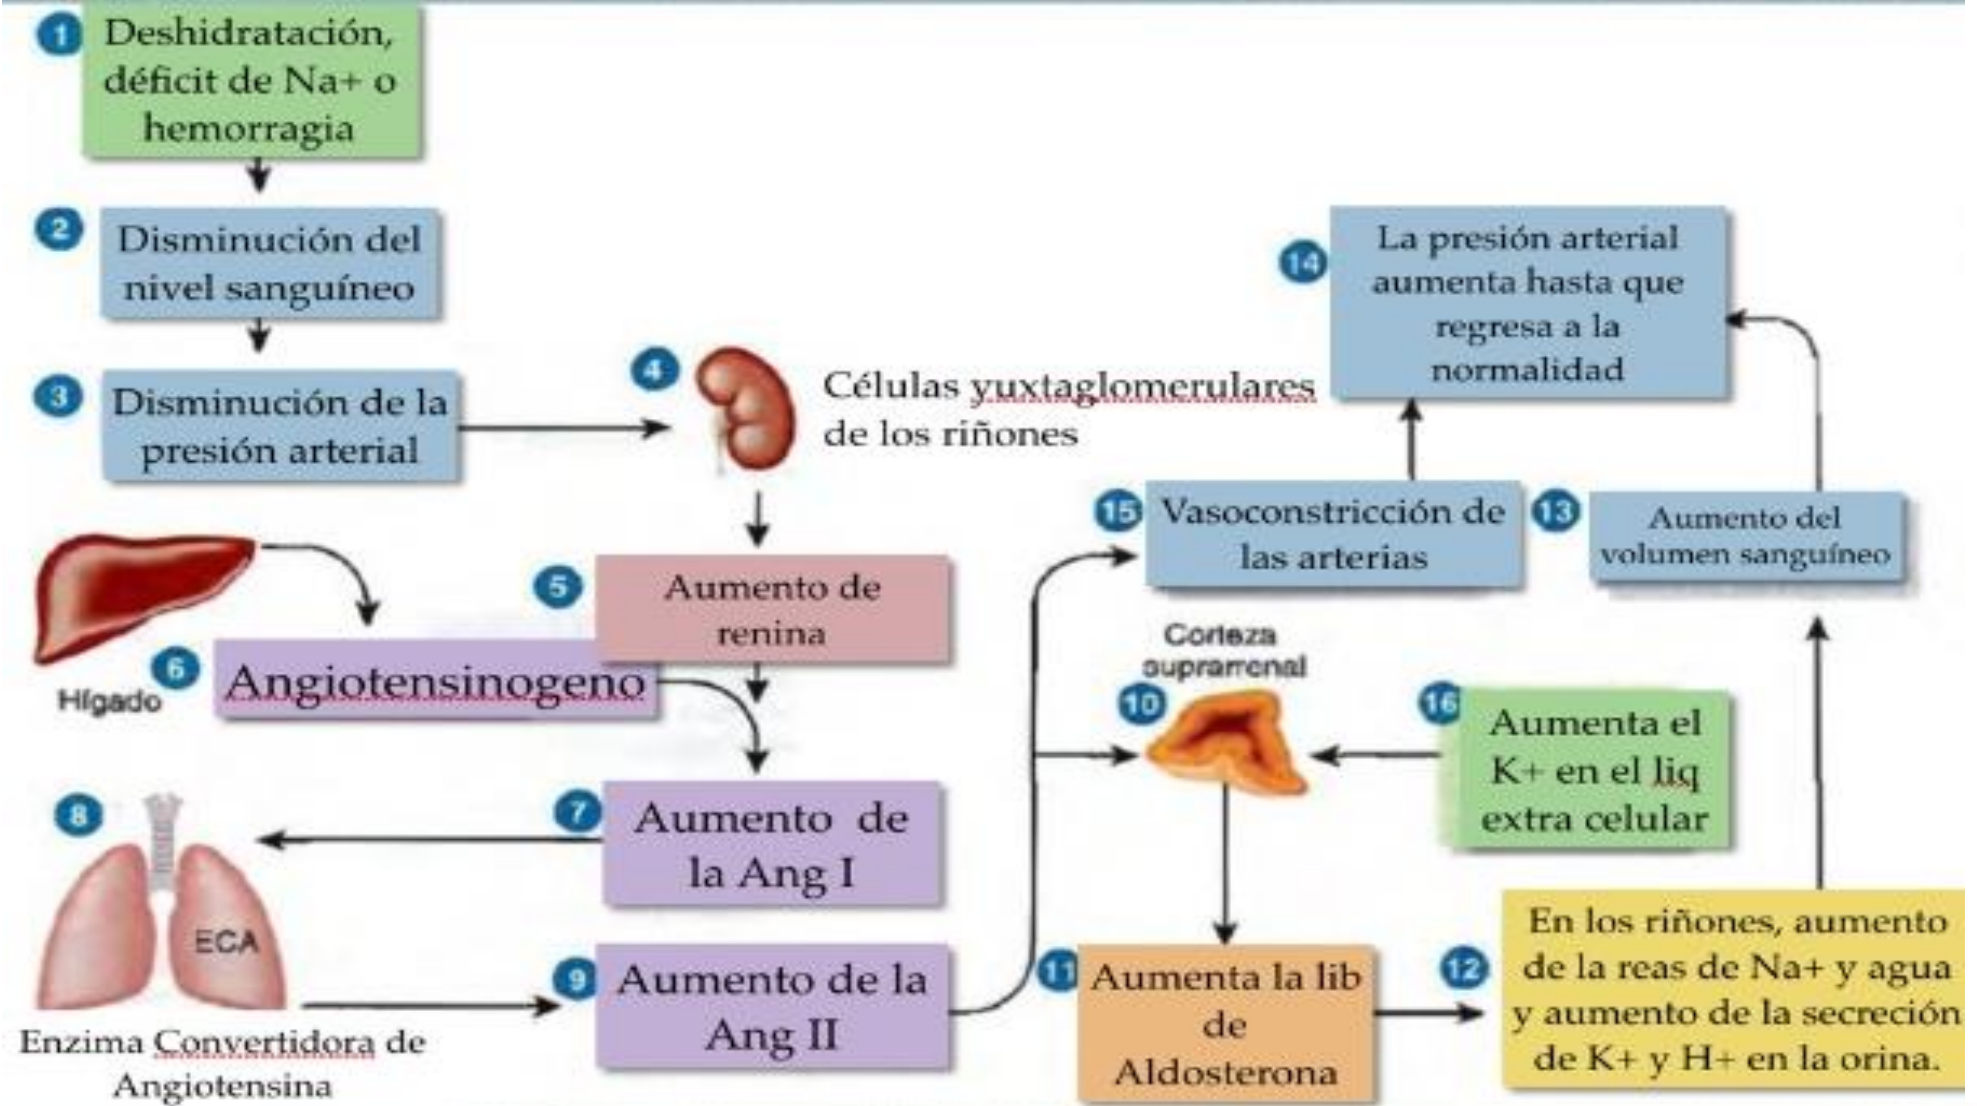 1
Deshidratación,
déficit de Na+ o
hemorragia
2
Disminución del
nivel sanguíneo
3
Disminución de la
presión arterial
4
Células yuxtaglomerulares
de los riñones
5
Aumento de
renina
Hígado
6
Angiotensinogeno
7
Aumento de
la Ang I
8
ECA
Enzima Convertidora de
Angiotensina
9
Aumento de la
Ang II
Corteza
suprarrenal
10
11
Aumenta la lib
de
Aldosterona
12
En los riñones, aumento
de la reas de Na+ y agua
y aumento de la secreción
de K+ y H+ en la orina.
13
Aumento del
volumen sanguíneo
14
La presión arterial
aumenta hasta que
regresa a la
normalidad
15
Vasoconstricción de
las arterias
16
Aumenta el
K+ en el liq
extra celular